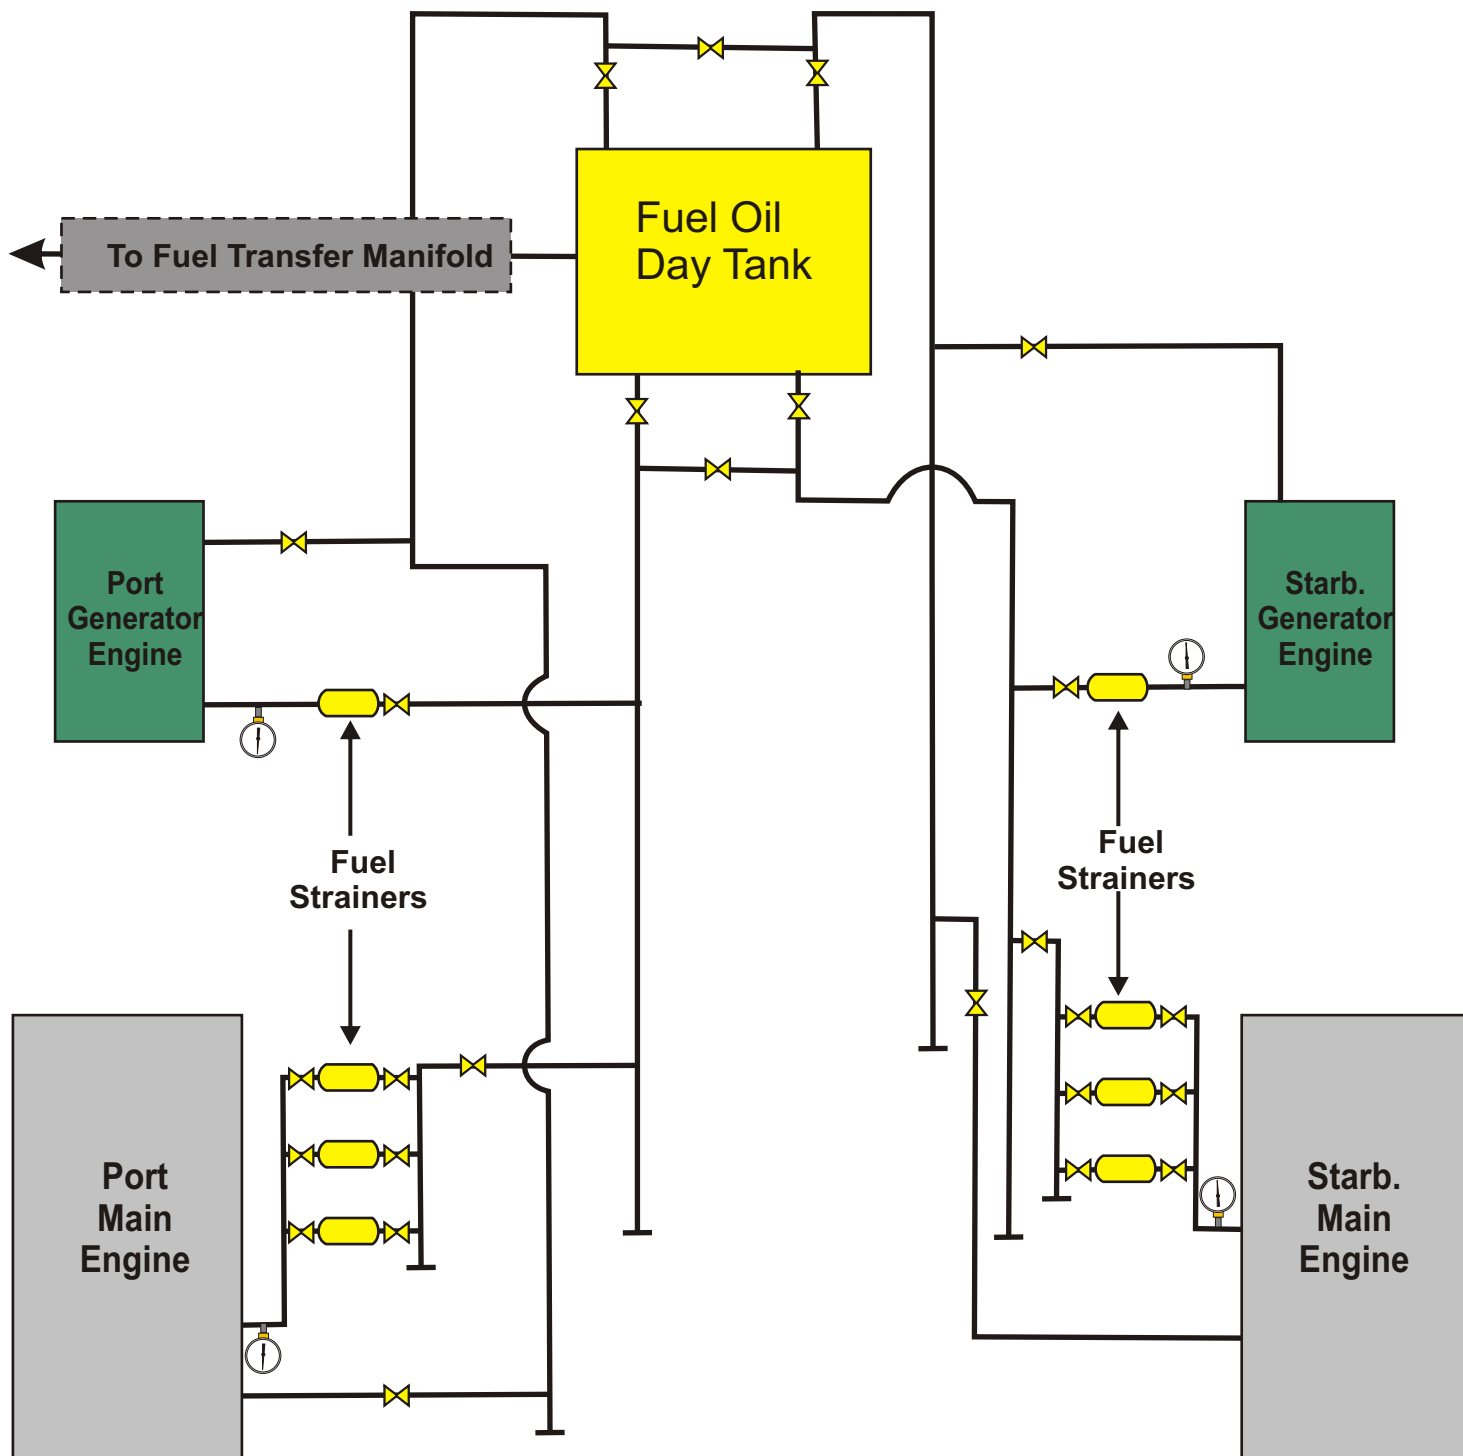 Fuel Oil
Day Tank
To Fuel Transfer Manifold
Port
Generator
Engine
Starb.
Generator
Engine
Fuel
Strainers
Fuel
Strainers
Port
Main
Engine
Starb.
Main
Engine